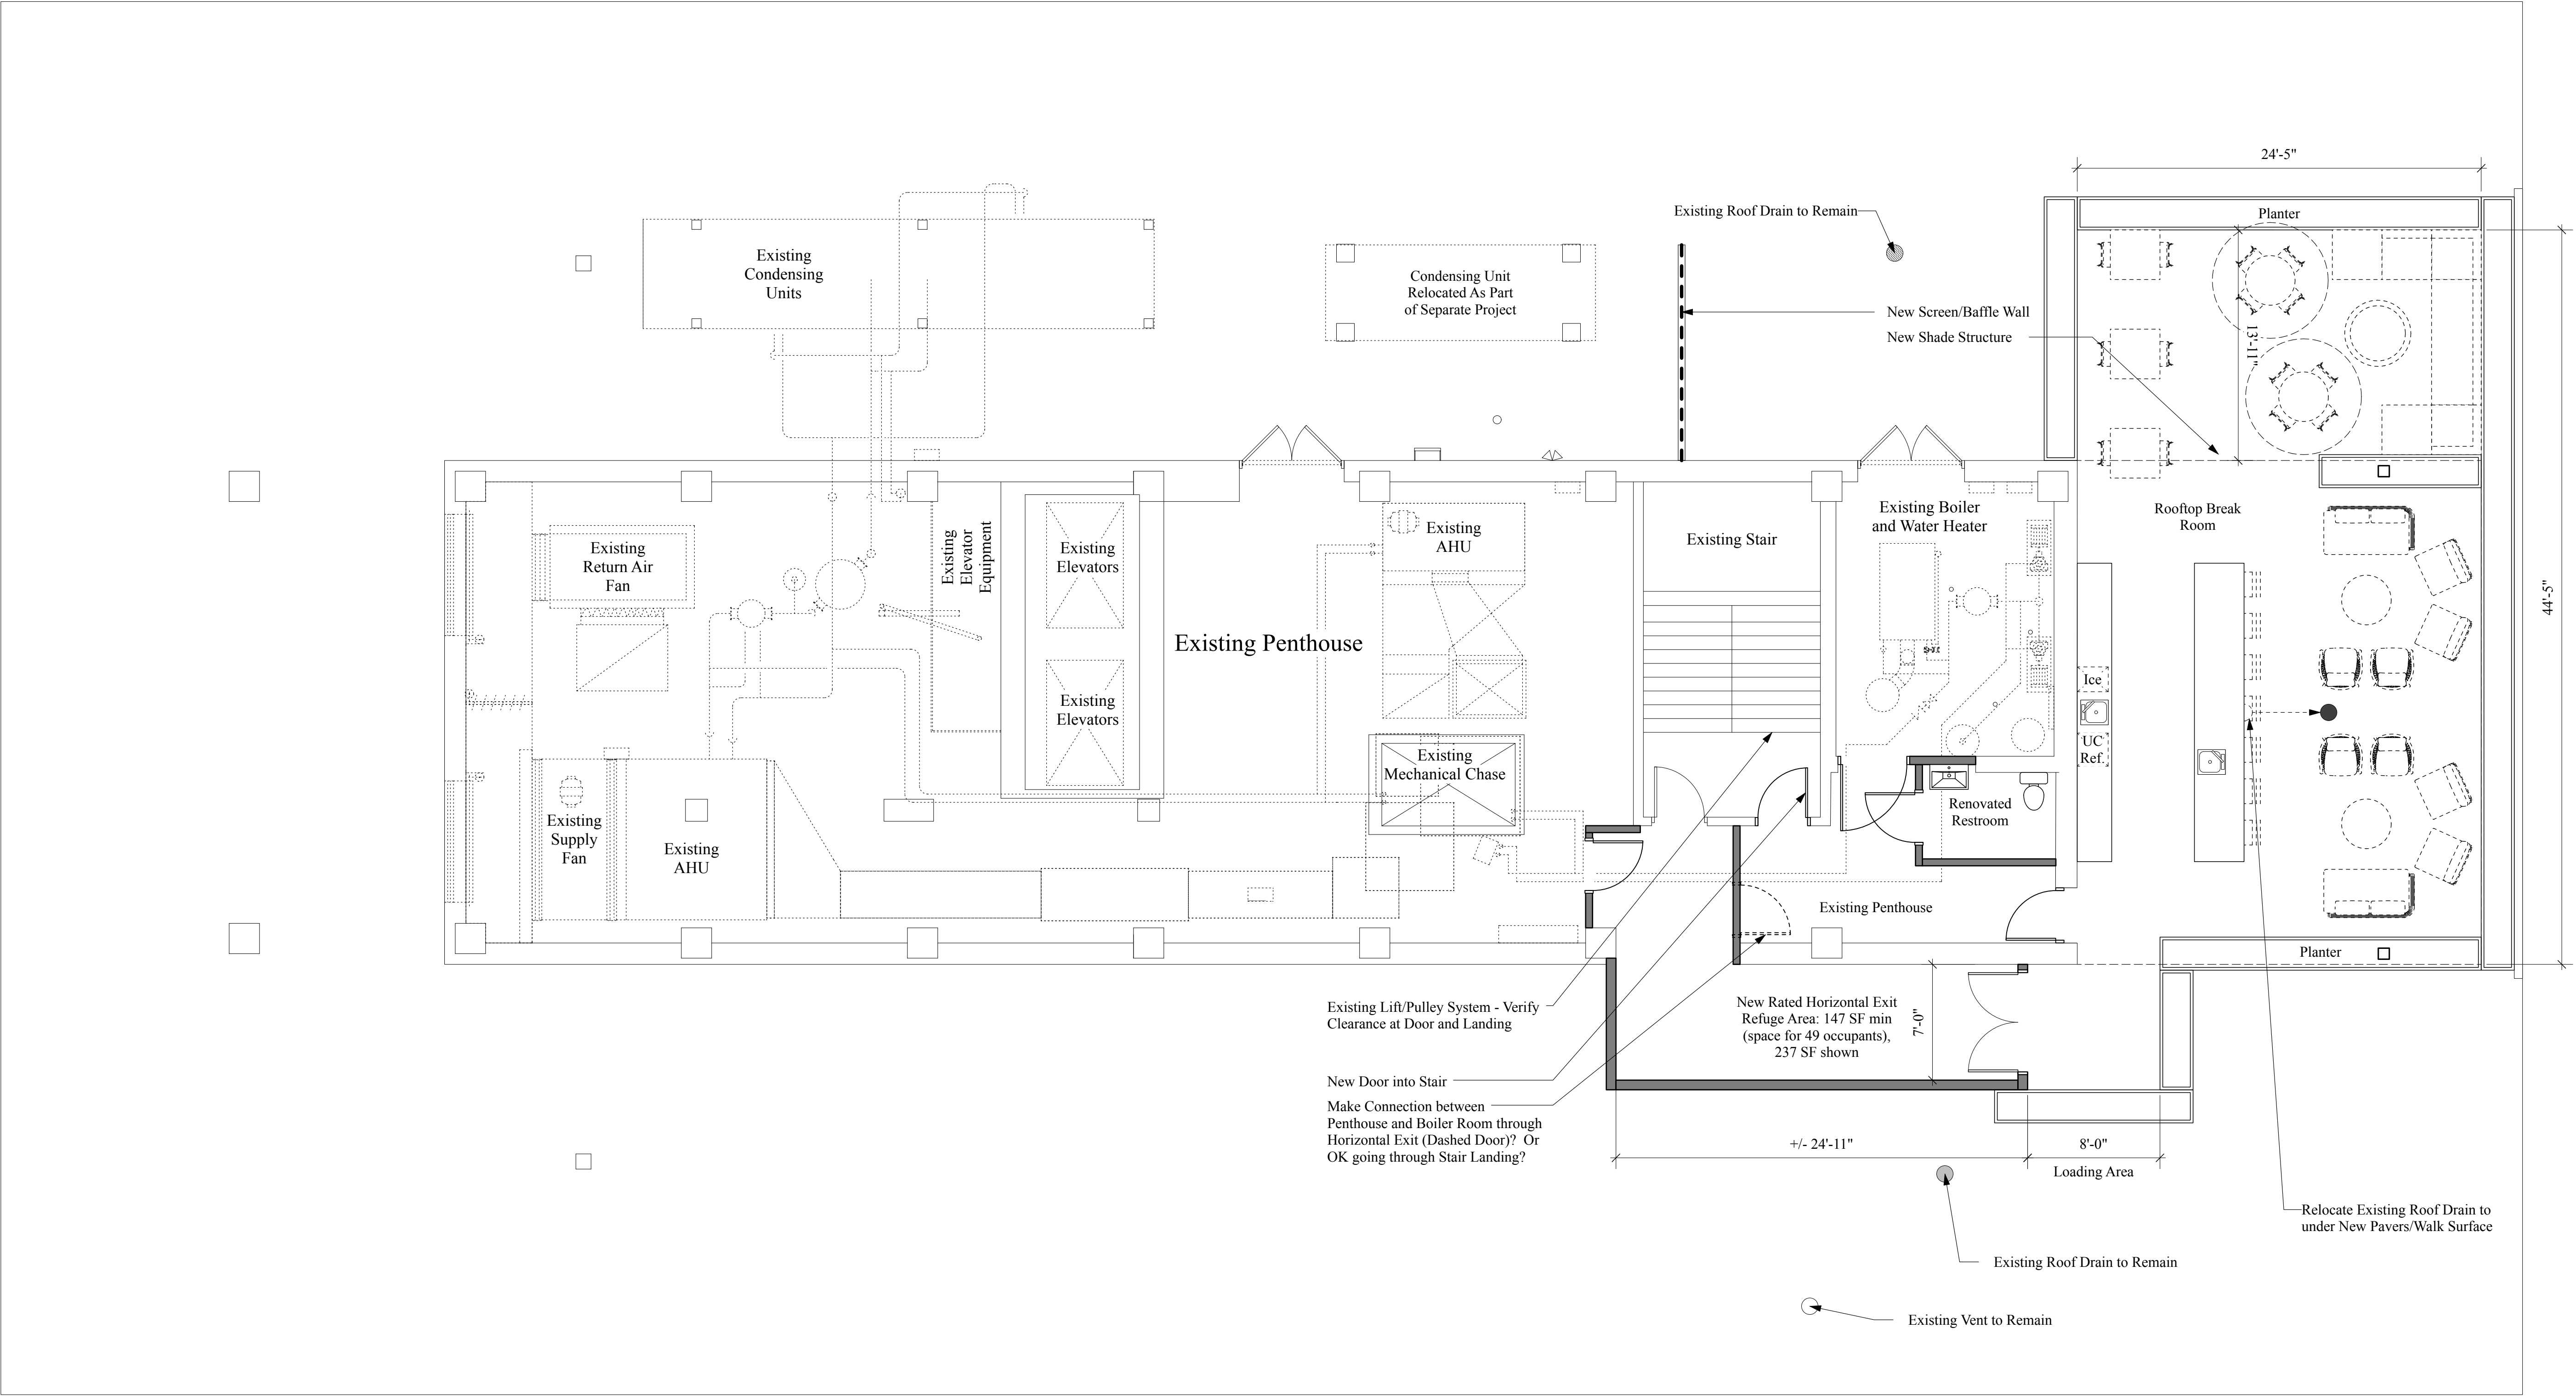 24'-5"
Planter
Existing Roof Drain to Remain
Existing
Condensing
Units
Condensing Unit
Relocated As Part
of Separate Project
New Screen/Baffle Wall
New Shade Structure
13'-11"
44'-5"
Rooftop Break
Room
Existing Boiler
and Water Heater
Existing Stair
Existing
AHU
Existing
Elevators
Existing
Elevator
Equipment
Existing
Return Air
Fan
Existing Penthouse
Existing
Elevators
Ice
UC
Ref.
Existing
Mechanical Chase
Renovated
Restroom
Existing
Supply
Fan
Existing
AHU
Existing Penthouse
Planter
Existing Lift/Pulley System - Verify
Clearance at Door and Landing
New Rated Horizontal Exit
Refuge Area: 147 SF min
(space for 49 occupants),
237 SF shown
7'-0"
New Door into Stair
Make Connection between
Penthouse and Boiler Room through
Horizontal Exit (Dashed Door)?  Or
OK going through Stair Landing?
+/- 24'-11"
8'-0"
Loading Area
Relocate Existing Roof Drain to
under New Pavers/Walk Surface
Existing Roof Drain to Remain
Existing Vent to Remain